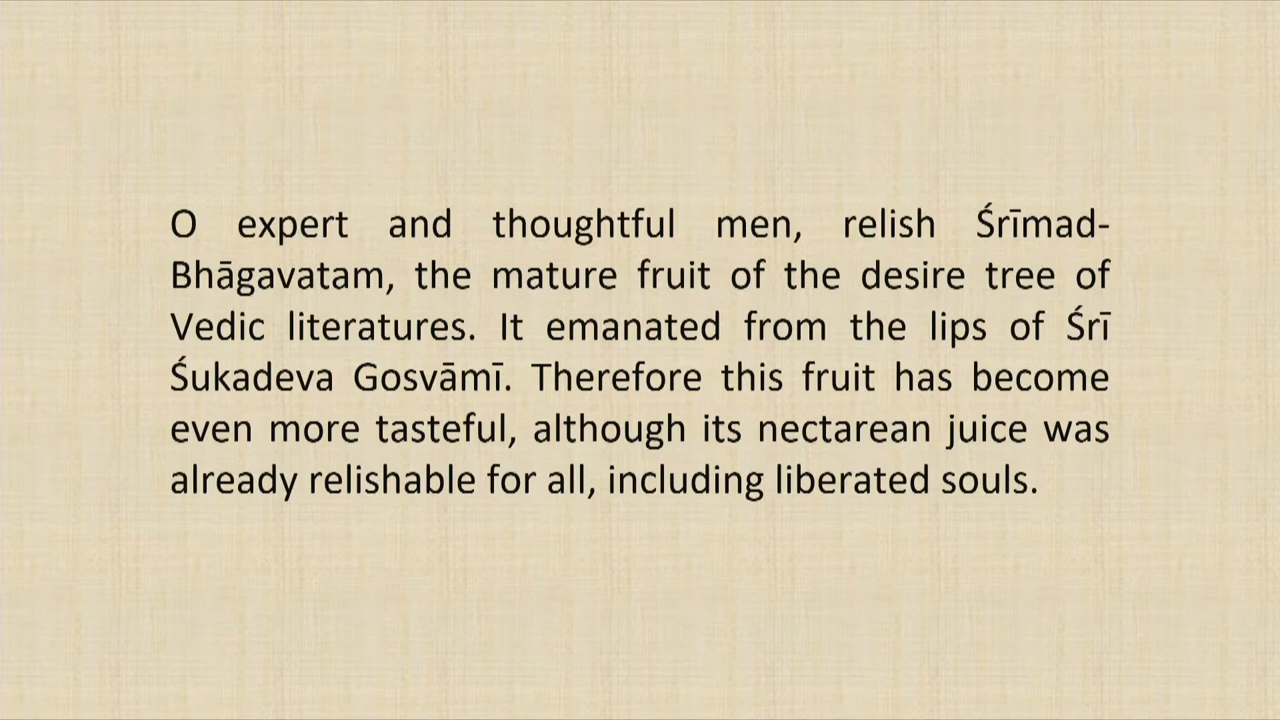 O expert and thoughtful men, relish Śrīmad-
Bhāgavatam, the mature fruit of the desire tree of
Vedic literatures. It emanated from the lips of Śrī
Śukadeva Gosvāmī. Therefore this fruit has become
even more tasteful, although its nectarean juice was
already relishable for all, including liberated souls.